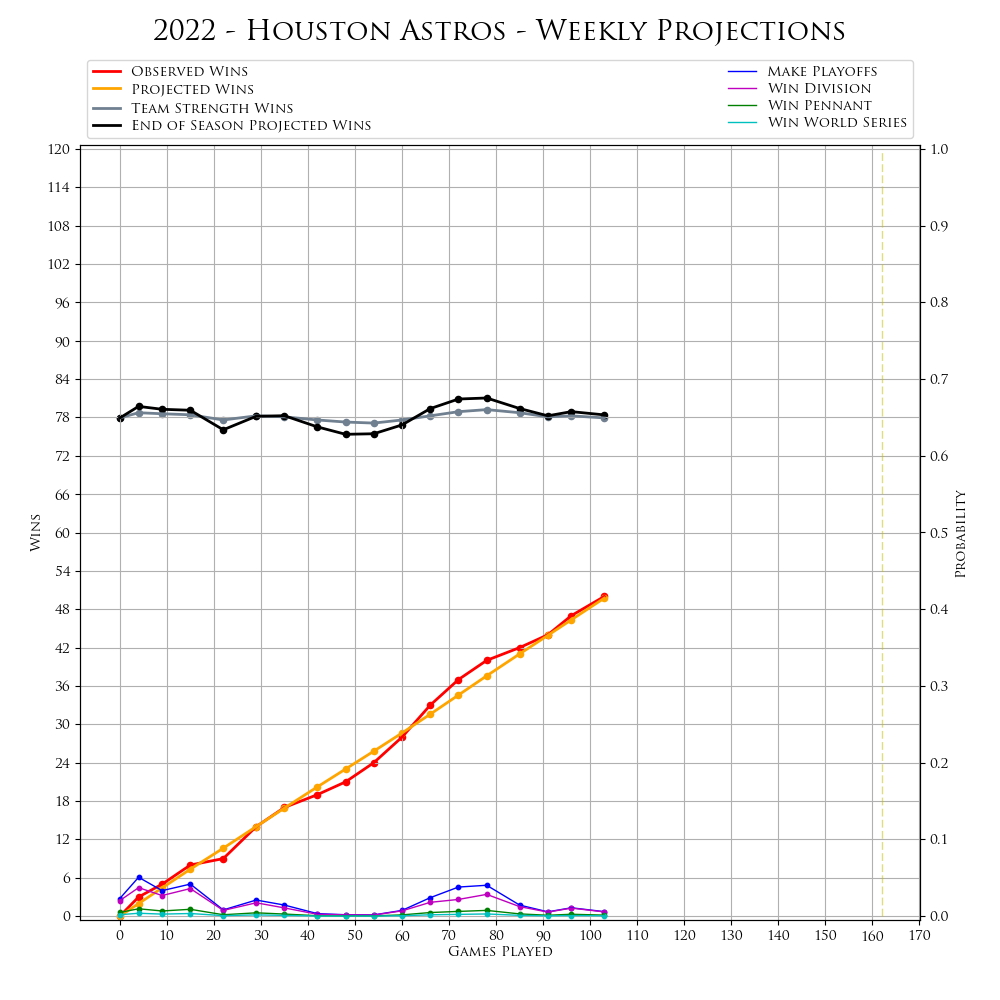 2022 - Houston Astros - Weekly Projections
Observed Wins
Projected Wins
Team Strength Wins
End of Season Projected Wins
Make Playoffs
Win Division
Win Pennant
Win World Series
120
114
108
102
96
90
84
78
72
66
60
54
48
42
36
30
24
18
12
6
0
Wins
1.0
0.9
0.8
0.7
0.6
0.5
0.4
0.3
0.2
0.1
0.0
Probability
0 10 20 30 40 50 60 70 80 90 100 110 120 130 140 150 160 170
Games Played